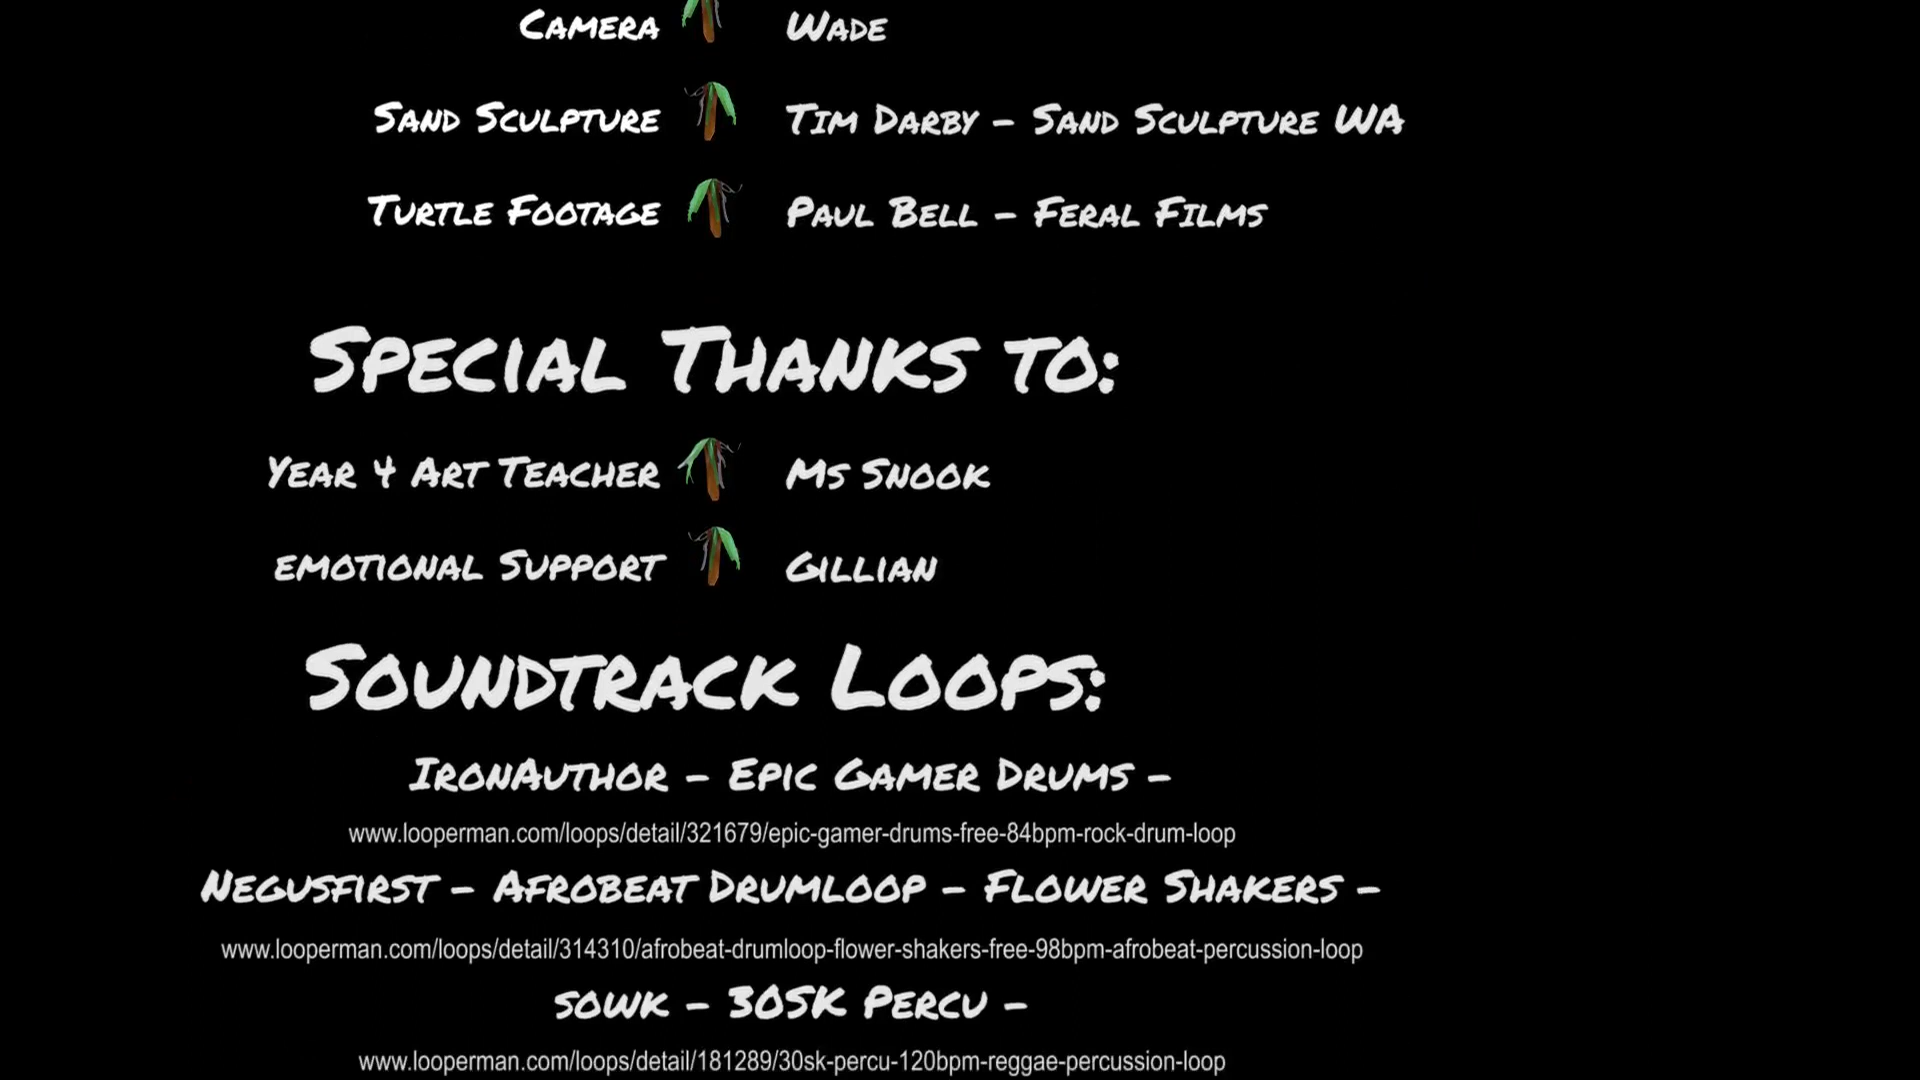 Camera Wade
Sand Sculpture Tim Darby - Sand Sculpture WA
Turtle Footage Paul Bell - Feral Films
Special Thanks to:
Year 4 Art Teacher Ms Snook
emotional Support Gillian
Soundtrack Loops:
IronAuthor - Epic Gamer Drums -
www.looperman.com/loops/detail/321679/epic-gamer-drums-free-84bpm-rock-drum-loop
Negusfirst - Afrobeat Drumloop - Flower Shakers -
www.looperman.com/loops/detail/314310/afrobeat-drumloop-flower-shakers-free-98bpm-afrobeat-percussion-loop
sowk - 30SK Percu -
www.looperman.com/loops/detail/181289/30sk-percu-120bpm-reggae-percussion-loop